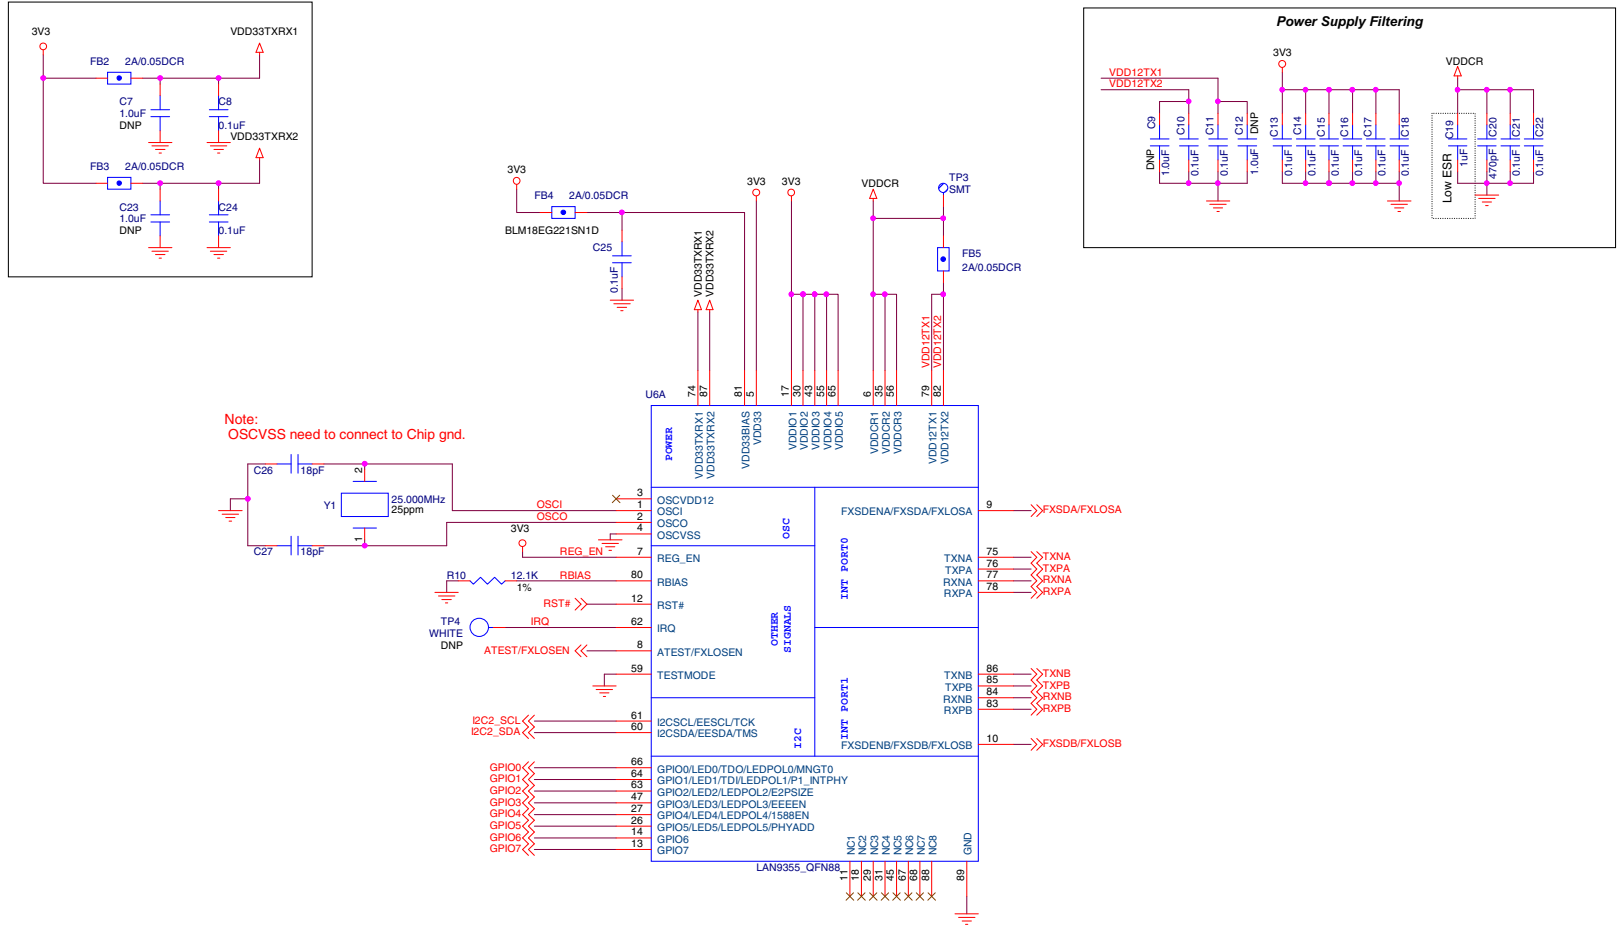 3V3
VDD33TXRX1
FB2 2A/0.05DCR
C7
1.0uF
DNP
C8
0.1uF
VDD33TXRX2
FB3 2A/0.05DCR
C23
1.0uF
DNP
C24
0.1uF
Power Supply Filtering
VDD12TX1
VDD12TX2
3V3
VDDCR
C9
DNP
1.0uF
C10
0.1uF
C11
0.1uF
C12
DNP
1.0uF
C13
0.1uF
C14
0.1uF
C15
0.1uF
C16
0.1uF
C17
0.1uF
C18
0.1uF
Low ESR
C19
1uF
C20
470pF
C21
0.1uF
C22
0.1uF
3V3
FB4 2A/0.05DCR
BLM18EG221SN1D
C25
0.1uF
VDD33TXRX1
VDD33TXRX2
3V3
3V3
VDDCR
TP3
SMT
FB5
2A/0.05DCR
VDD12TX1
VDD12TX2
U6A
74
87
81
5
17
30
43
55
65
6
35
56
79
82
POWER
VDD33TXRX1
VDD33TXRX2
VDD33BIAS
VDD33
VDDIO1
VDDIO2
VDDIO3
VDDIO4
VDDIO5
VDDCR1
VDDCR2
VDDCR3
VDD12TX1
VDD12TX2
Note:
OSCVSS need to connect to Chip gnd.
C26 18pF
2
Y1
25.000MHz
25ppm
1
C27 18pF
OSCI
OSCO
3V3
REG_EN
R10 12.1K
1%
RBIAS
RST#
TP4
WHITE
DNP
IRQ
ATEST/FXLOSEN
3 OSCVDD12
1 OSCI
2 OSCO
4 OSCVSS
OSC
7 REG_EN
80 RBIAS
12 RST#
62 IRQ
8 ATEST/FXLOSEN
59 TESTMODE
OTHER
SIGNALS
I2C2_SCL 61 I2CSCL/EESCL/TCK
I2C2_SDA 60 I2CSDA/EESDA/TMS
I2C
GPIO0 66 GPIO0/LED0/TDO/LEDPOL0/MNGT0
GPIO1 64 GPIO1/LED1/TDI/LEDPOL1/P1_INTPHY
GPIO2 63 GPIO2/LED2/LEDPOL2/E2PSIZE
GPIO3 47 GPIO3/LED3/LEDPOL3/EEEEN
GPIO4 27 GPIO4/LED4/LEDPOL4/1588EN
GPIO5 26 GPIO5/LED5/LEDPOL5/PHYADD
GPIO6 14 GPIO6
GPIO7 13 GPIO7
INT PORT0
FXSDENA/FXSDA/FXLOSA 9 FXSDA/FXLOSA
TXNA 75 TXNA
TXPA 76 TXPA
RXNA 77 RXNA
RXPA 78 RXPA
INT PORT1
TXNB 86 TXNB
TXPB 85 TXPB
RXNB 84 RXNB
RXPB 83 RXPB
FXSDENB/FXSDB/FXLOSB 10 FXSDB/FXLOSB
NC1
NC2
NC3
NC4
NC5
NC6
NC7
NC8
GND
LAN9355_QFN88
11
18
29
31
45
67
68
88
89